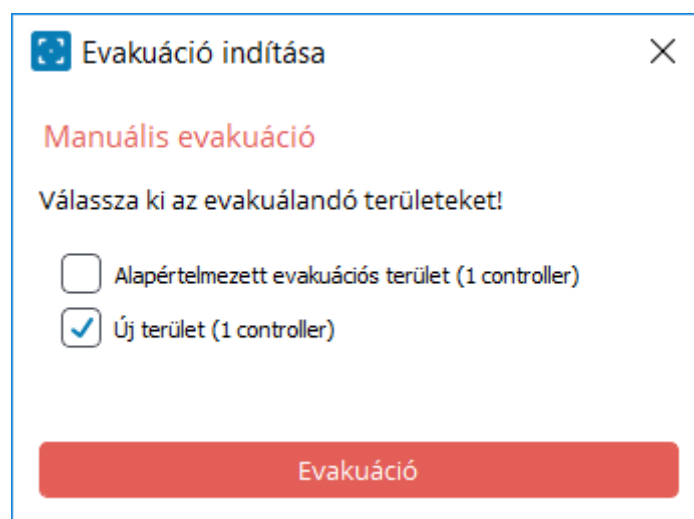 Evakuáció indítása
Manuális evakuáció
Válassza ki az evakuálandó területeket!
Alapértelmezett evakuációs terület (1 controller)
Új terület (1 controller)
Evakuáció